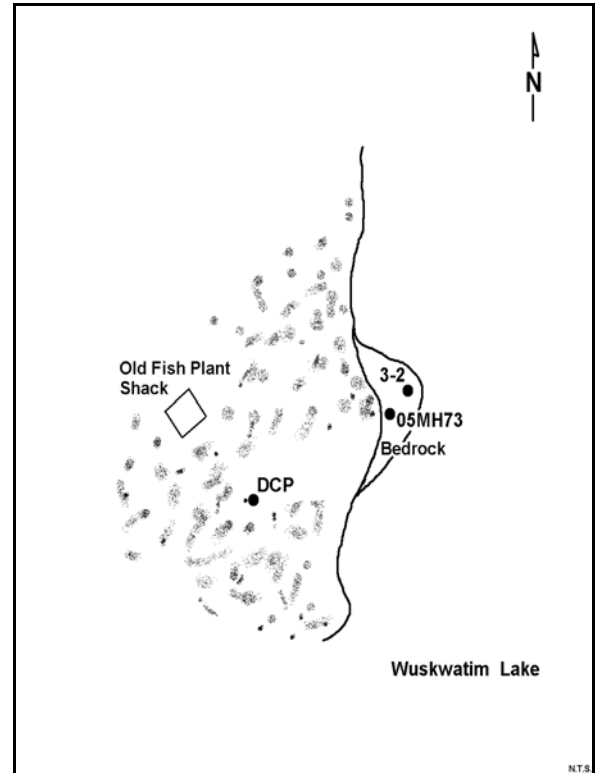 N
Old Fish Plant
Shack
3-2
05MH73
Bedrock
DCP
Wuskwatim Lake
N.T.S.